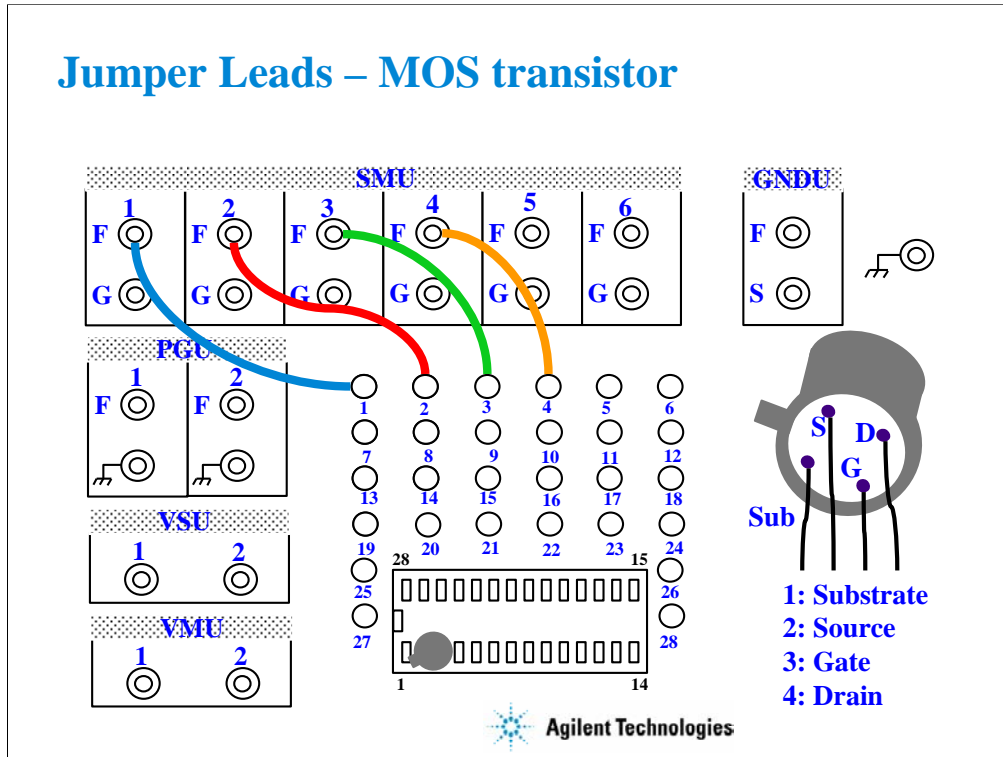 Jumper Leads – MOS transistor
SMU
GNDU
1 2 3 4 5 6
F F F F F F F
G G G G G G S
PGU
1 2
F F
1 2 3 4 5 6
7 8 9 10 11 12
13 14 15 16 17 18
19 20 21 22 23 24
25 26
27 28
VSU
1 2
VMU
1 2
28 15
1 14
S D
G
Sub
1: Substrate
2: Source
3: Gate
4: Drain
Agilent Technologies